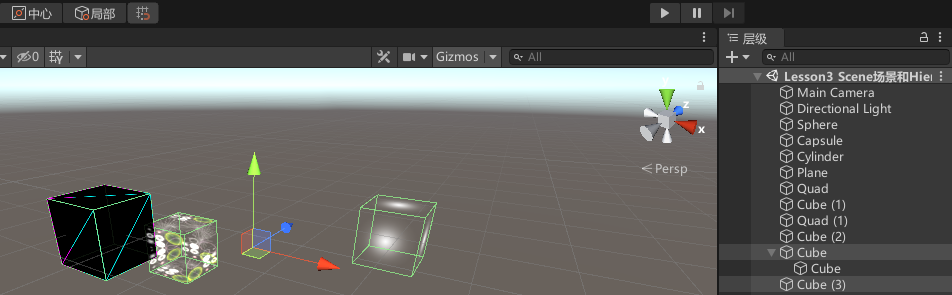 中心 局部
层级
0 Gizmos All
All
Lesson3 Scene场景和Hier
Main Camera
Directional Light
Sphere
Capsule
Cylinder
Plane
Quad
Cube (1)
Quad (1)
Cube (2)
Cube
Cube
Cube (3)
z
x
Persp